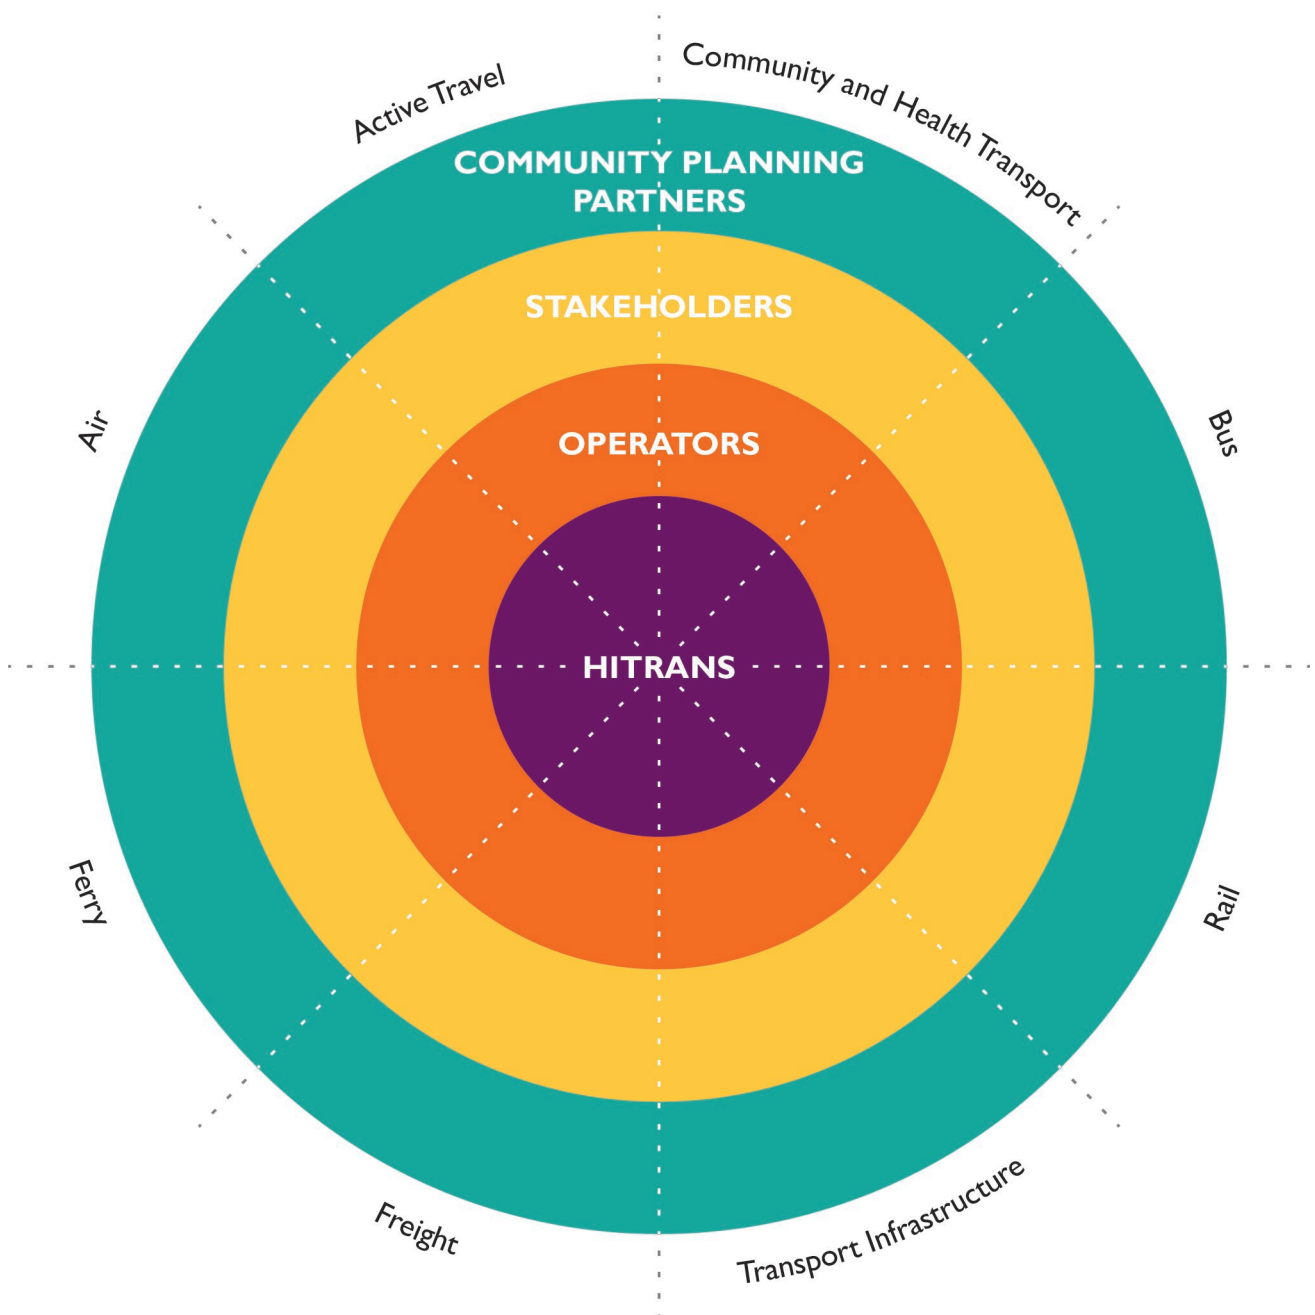 Active Travel
Community and Health Transport
COMMUNITY PLANNING
PARTNERS
STAKEHOLDERS
Air
Bus
OPERATORS
HITRANS
Ferry
Rail
Freight
Transport Infrastructure